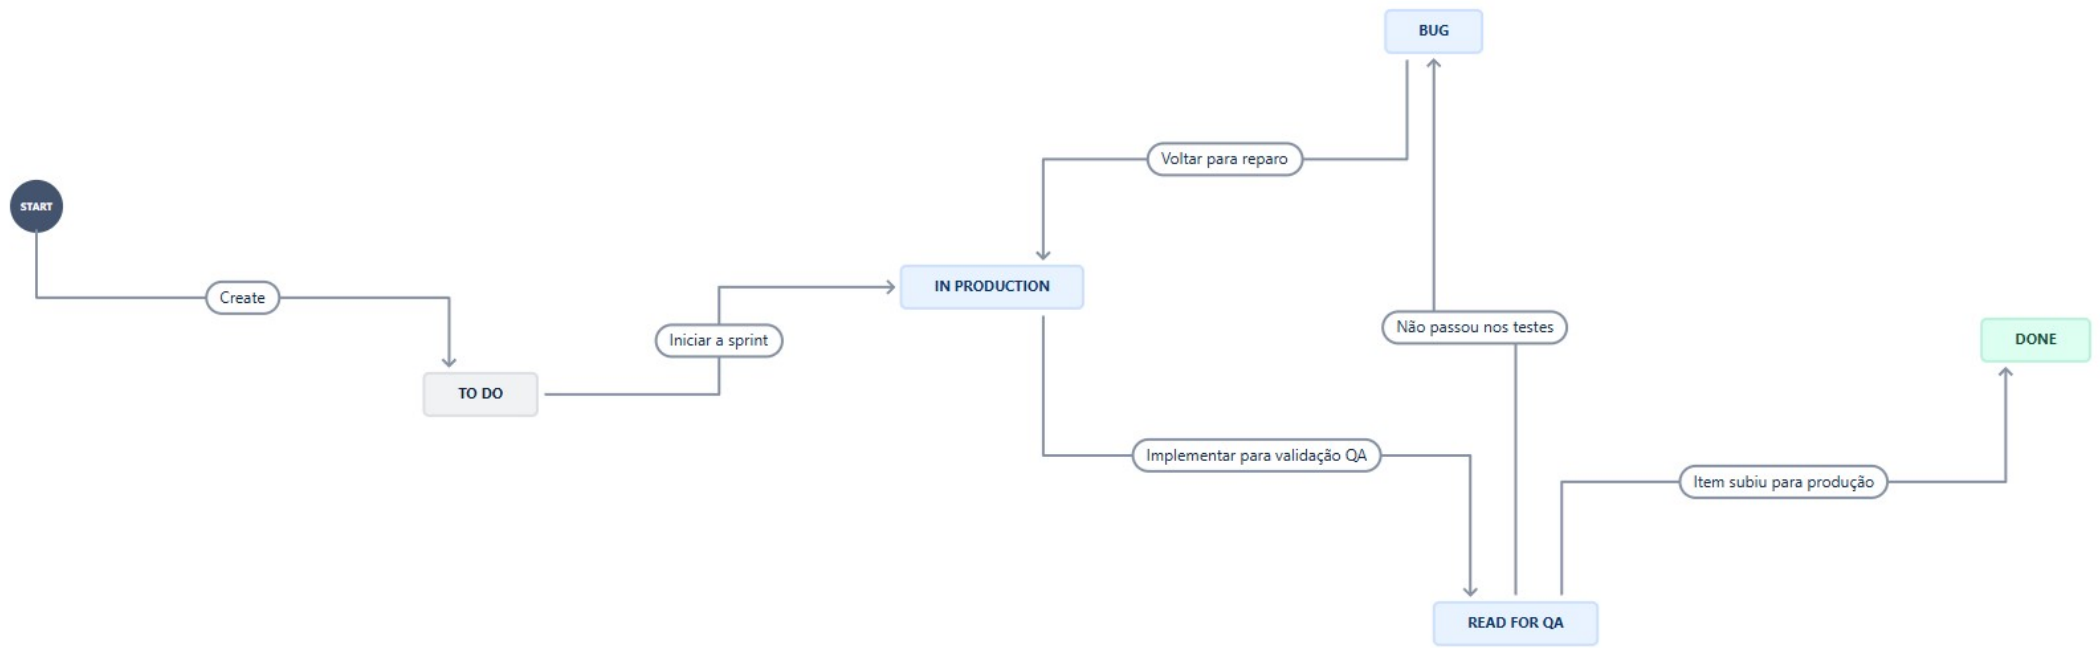 BUG
Voltar para reparo
START
IN PRODUCTION
Create
Não passou nos testes
Iniciar a sprint
DONE
TO DO
Implementar para validação QA
Item subiu para produção
READ FOR QA